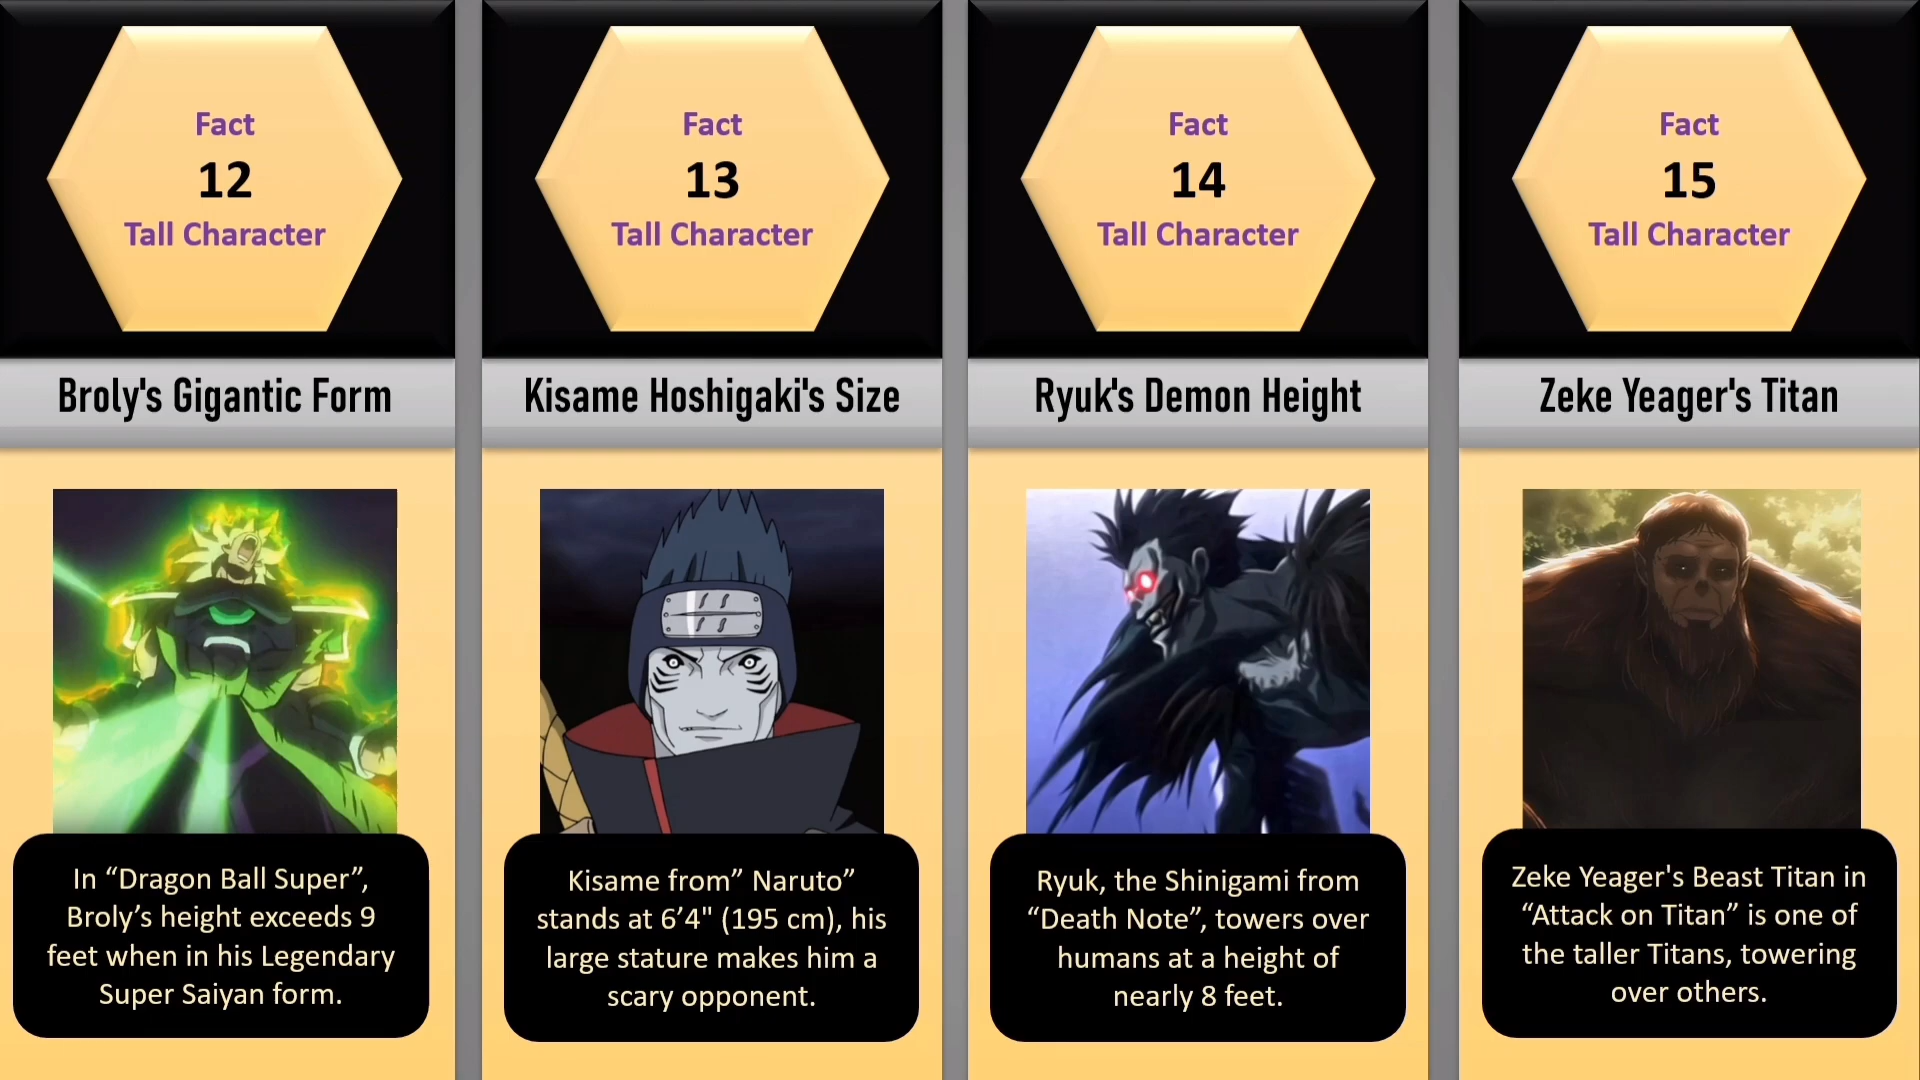 Fact
12
Tall Character
Broly's Gigantic Form
In “Dragon Ball Super”,
Broly’s height exceeds 9
feet when in his Legendary
Super Saiyan form.
Fact
13
Tall Character
Kisame Hoshigaki's Size
Kisame from” Naruto”
stands at 6’4" (195 cm), his
large stature makes him a
scary opponent.
Fact
14
Tall Character
Ryuk's Demon Height
Ryuk, the Shinigami from
“Death Note”, towers over
humans at a height of
nearly 8 feet.
Fact
15
Tall Character
Zeke Yeager's Titan
Zeke Yeager's Beast Titan in
“Attack on Titan” is one of
the taller Titans, towering
over others.